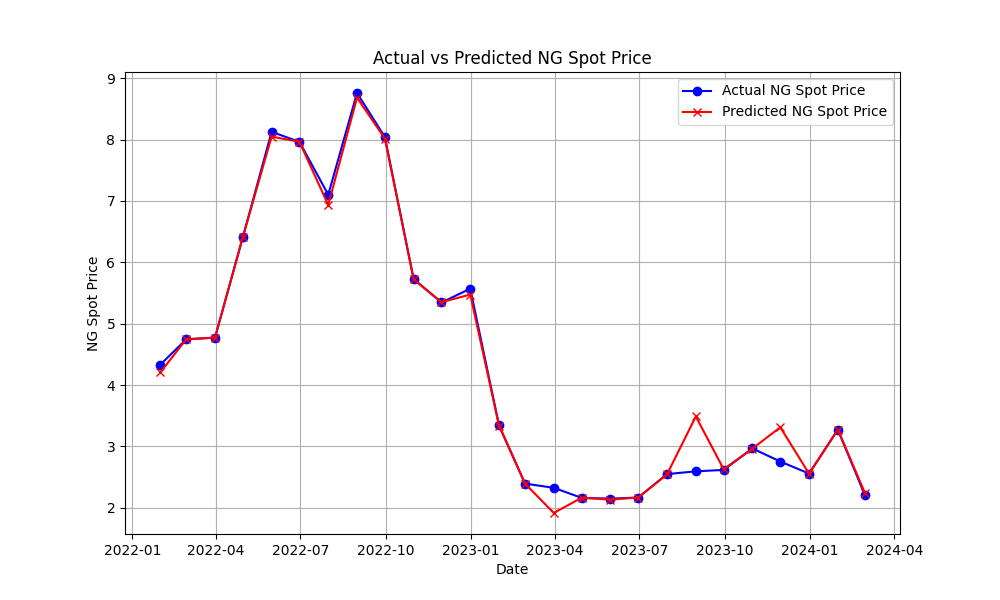 Actual vs Predicted NG Spot Price
Actual NG Spot Price
Predicted NG Spot Price
NG Spot Price
9
8
7
6
5
4
3
2
2022-01 2022-04 2022-07 2022-10 2023-01 2023-04 2023-07 2023-10 2024-01 2024-04
Date